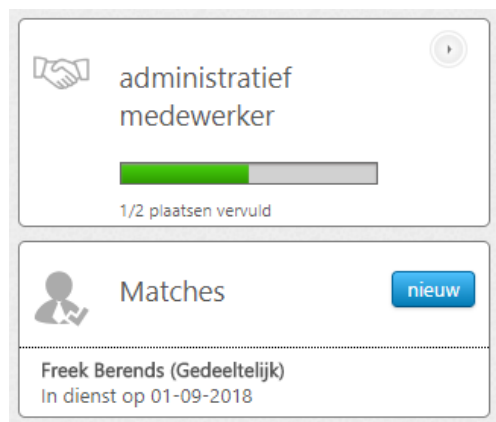 administratief
medewerker
1/2 plaatsen vervuld
Matches
nieuw
Freek Berends (Gedeeltelijk)
In dienst op 01-09-2018